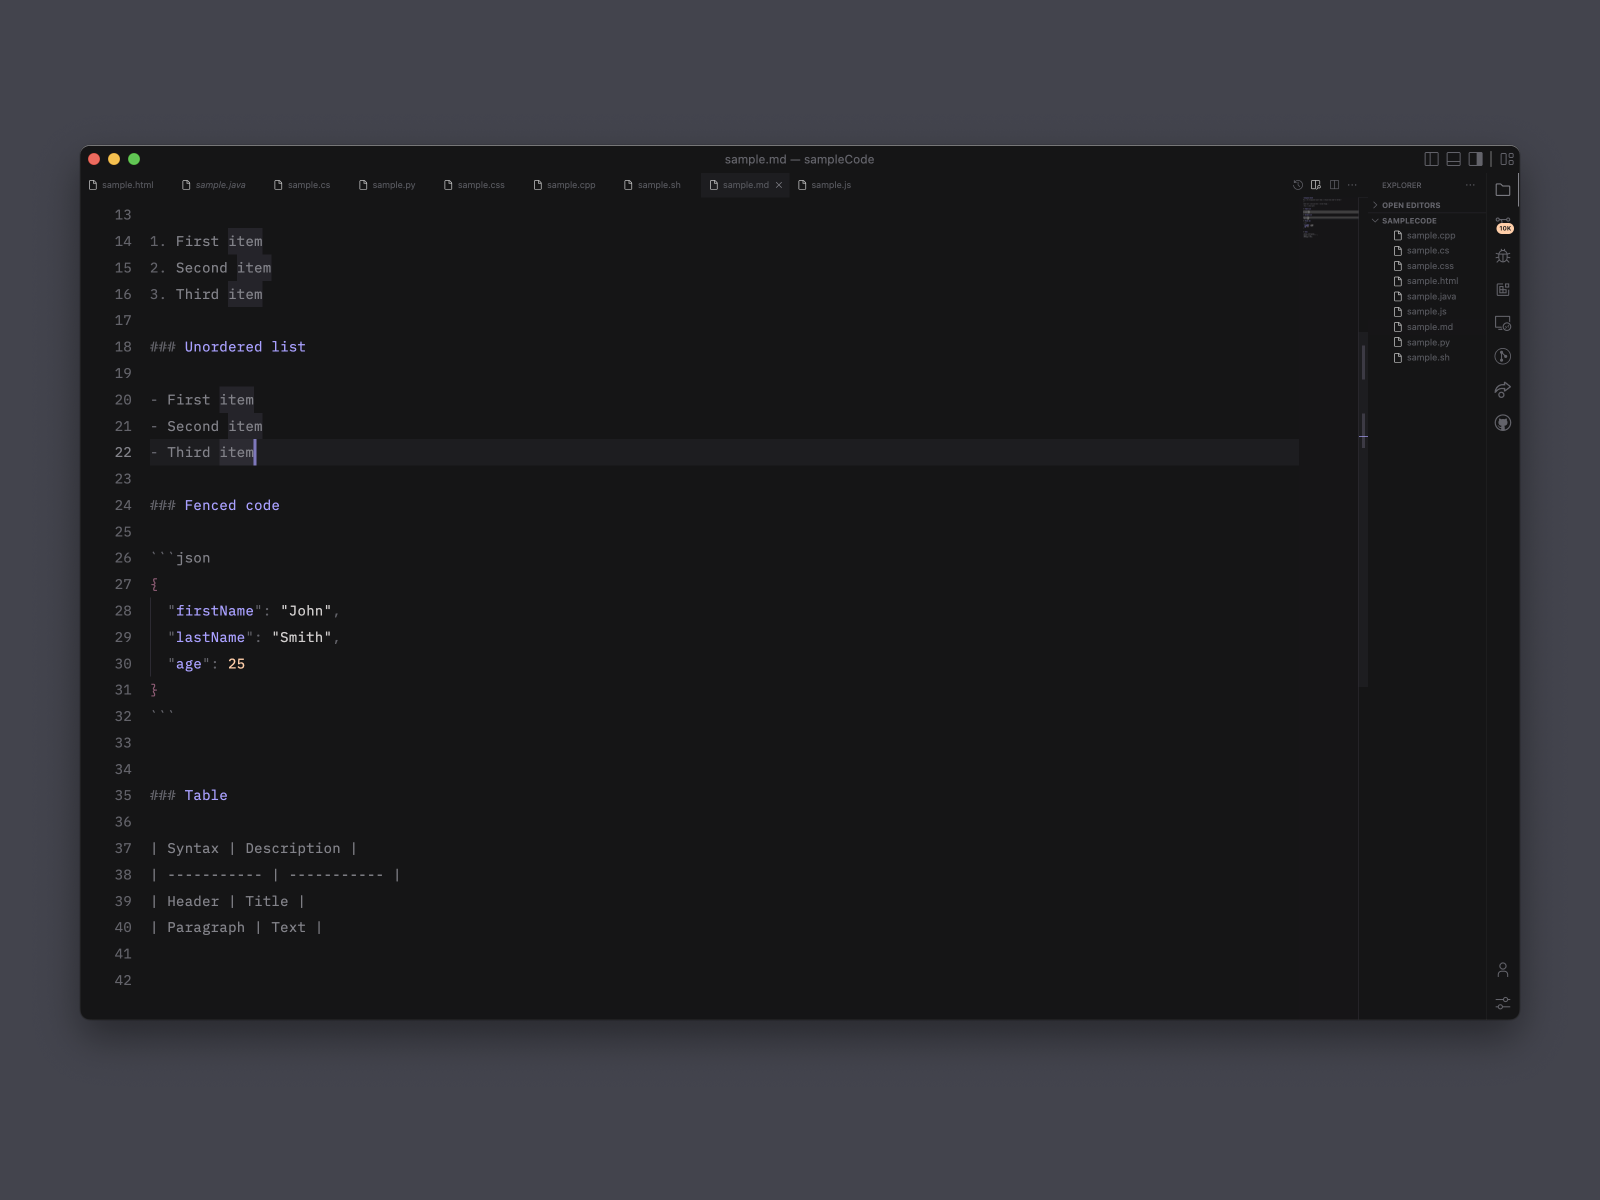 sample.md — sampleCode
sample.html sample.java sample.cs sample.py sample.css sample.cpp sample.sh sample.md sample.js
13
14 1. First item
15 2. Second item
16 3. Third item
17
18 ### Unordered list
19
20 - First item
21 - Second item
22 - Third item
23
24 ### Fenced code
25
26 ```json
27 {
28   "firstName": "John",
29   "lastName": "Smith",
30   "age": 25
31 }
32 ```
33
34
35 ### Table
36
37 | Syntax | Description |
38 | ----------- | ----------- |
39 | Header | Title |
40 | Paragraph | Text |
41
42
EXPLORER
OPEN EDITORS
SAMPLECODE
sample.cpp
sample.cs
sample.css
sample.html
sample.java
sample.js
sample.md
sample.py
sample.sh
10K